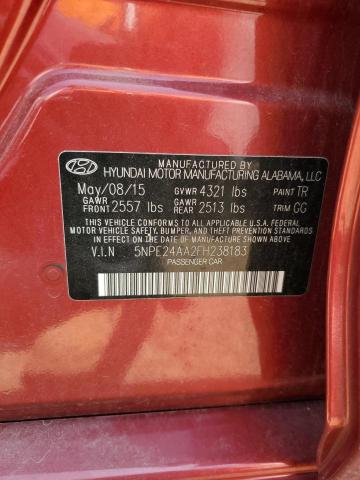 MANUFACTURED BY
HYUNDAI MOTOR MANUFACTURING ALABAMA, LLC
May/08/15 GVWR 4321 lbs PAINT TR
GAWR FRONT 2557 lbs GAWR REAR 2513 lbs TRIM GG
THIS VEHICLE CONFORMS TO ALL APPLICABLE U.S.A. FEDERAL
MOTOR VEHICLE SAFETY, BUMPER, AND THEFT PREVENTION STANDARDS
IN EFFECT ON THE DATE OF MANUFACTURE SHOWN ABOVE.
V.I.N 5NPE24AA2FH238183
PASSENGER CAR